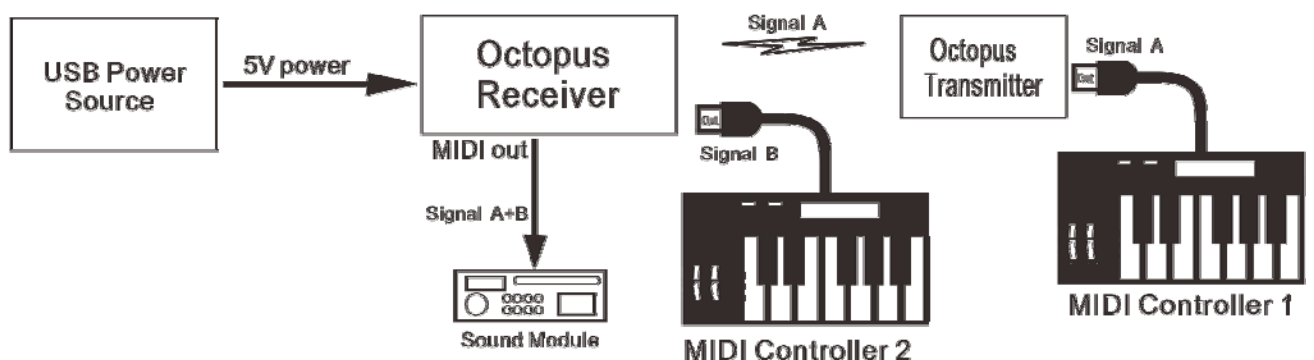 USB Power
Source
5V power
Octopus
Receiver
MIDI out
Signal A+B
Sound Module
Signal A
Out
Signal B
MIDI Controller 2
Octopus
Transmitter
Signal A
Out
MIDI Controller 1